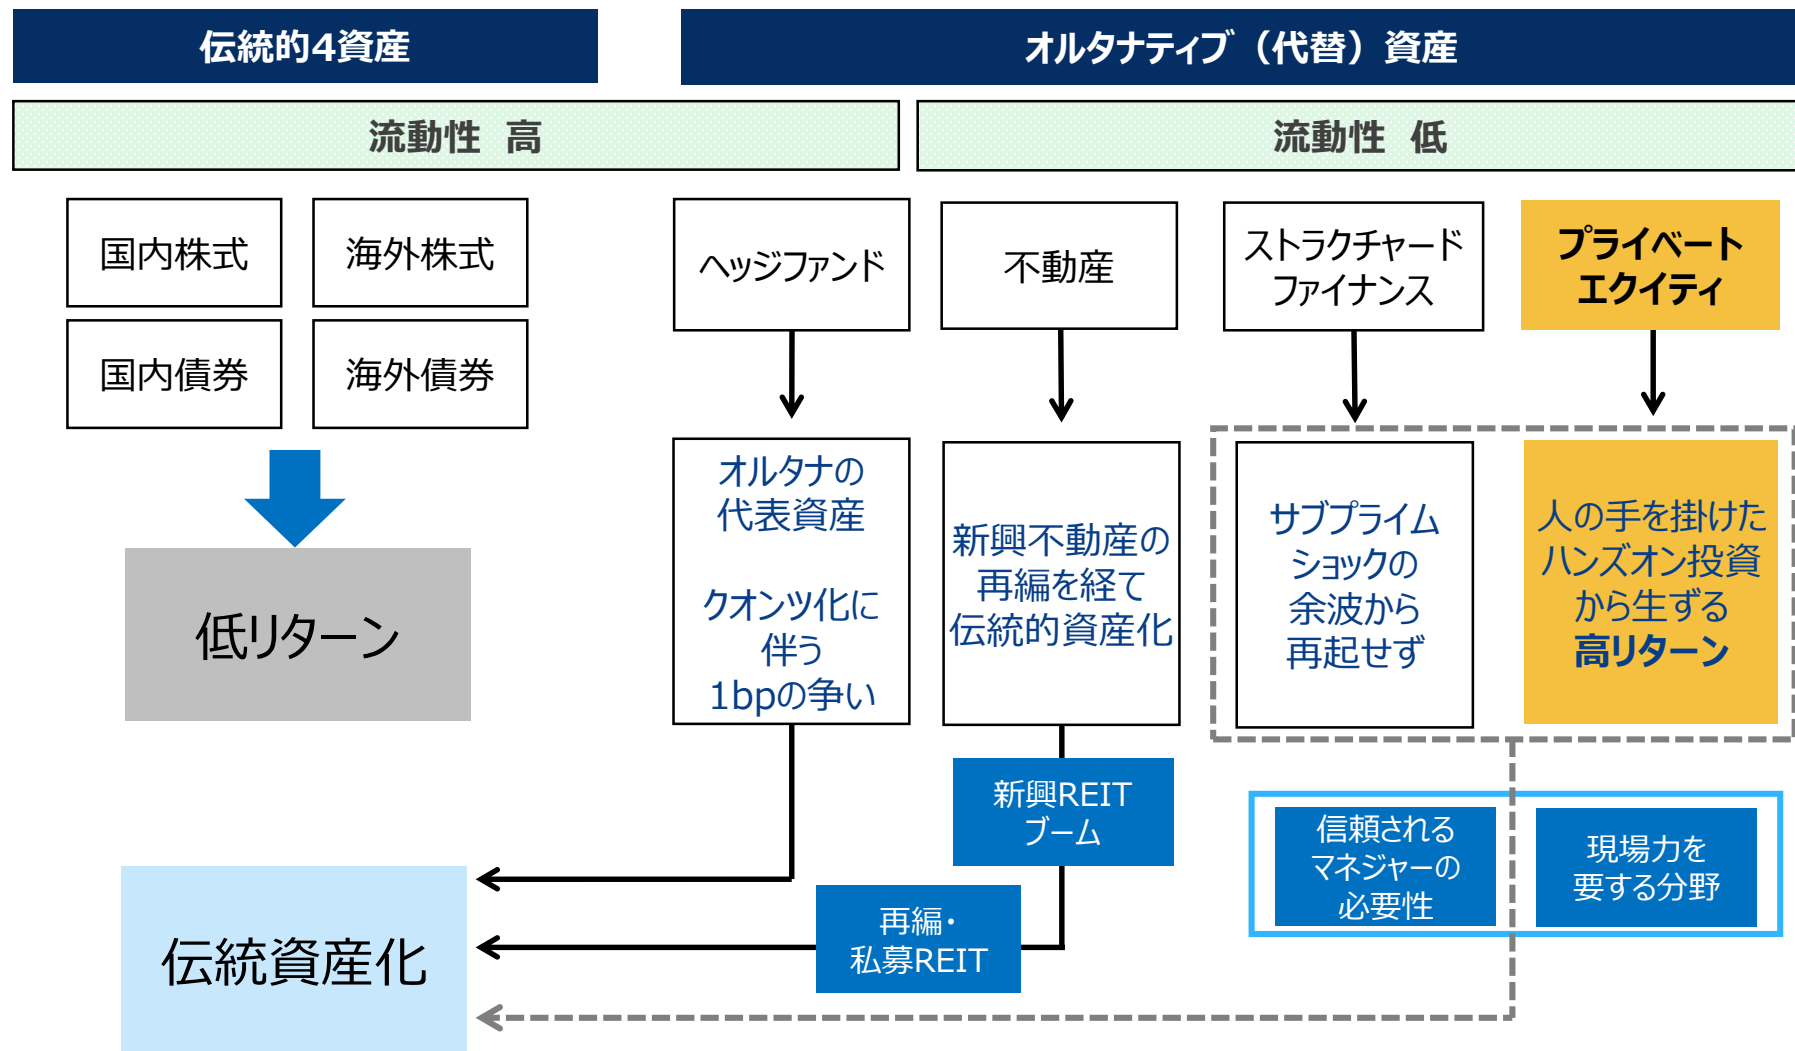 伝統的4資産
オルタナティブ（代替）資産
流動性 高
流動性 低
国内株式
海外株式
国内債券
海外債券
低リターン
伝統資産化
ヘッジファンド
不動産
ストラクチャード
ファイナンス
プライベート
エクイティ
オルタナの
代表資産
クオンツ化に
伴う
1bpの争い
新興不動産の
再編を経て
伝統的資産化
サブプライム
ショックの
余波から
再起せず
人の手を掛けた
ハンズオン投資
から生ずる
高リターン
新興REIT
ブーム
再編・
私募REIT
信頼される
マネジャーの
必要性
現場力を
要する分野